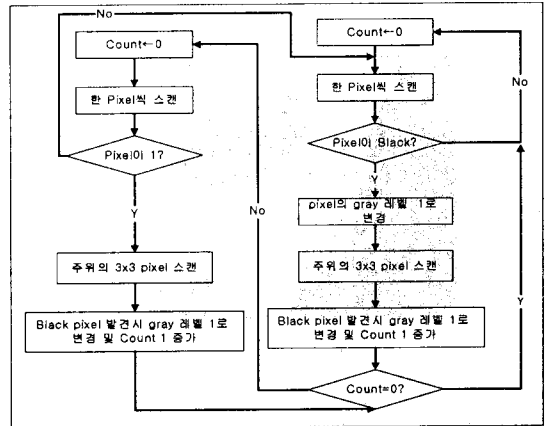 No
Count←0
한 Pixel씩 스캔
Pixel이 1?
Y
주위의 3x3 pixel 스캔
Black pixel 발견시 gray 레벨 1로
변경 및 Count 1 증가
No
Count←0
한 Pixel씩 스캔
Pixel이 Black?
No
Y
pixel의 gray 레벨 1로
변경
주위의 3x3 pixel 스캔
Black pixel 발견시 gray 레벨 1로
변경 및 Count 1 증가
Count=0?
Y